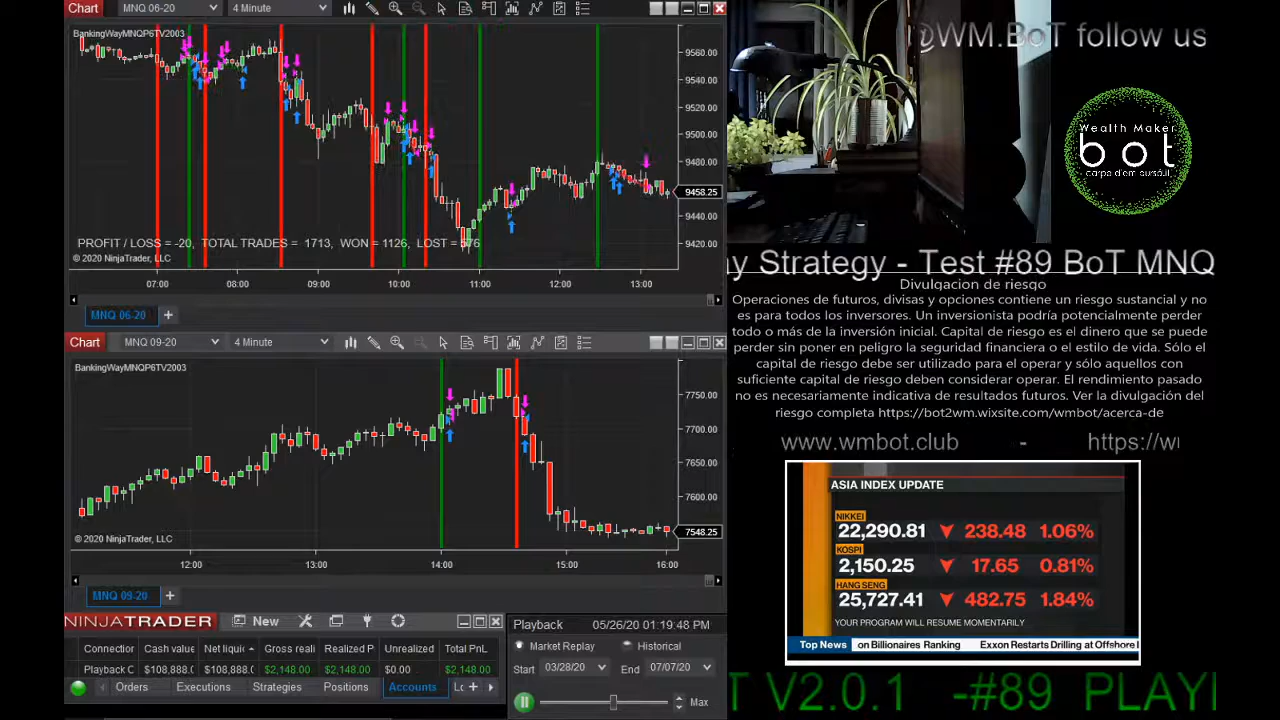 Chart
MNQ 06-20
4 Minute
BankingWayMNQP6TV2003
9560.00
9540.00
9520.00
9500.00
9480.00
9458.25
9440.00
9420.00
PROFIT / LOSS = -20, TOTAL TRADES = 1713, WON = 1126, LOST = 576
© 2020 NinjaTrader, LLC
07:00 08:00 09:00 10:00 11:00 12:00 13:00
MNQ 06-20 +
Chart
MNQ 09-20
4 Minute
BankingWayMNQP6TV2003
7750.00
7700.00
7650.00
7600.00
7548.25
© 2020 NinjaTrader, LLC
12:00 13:00 14:00 15:00 16:00
MNQ 09-20 +
NINJATRADER New
Connection Cash value Net liqui Gross reali Realized P Unrealized Total PnL
Playback C $108,888.0 $108,888.0 $2,148.00 $2,148.00 $0.00 $2,148.00
Orders Executions Strategies Positions Accounts
Playback 05/26/20 01:19:48 PM
Market Replay Historical
Start 03/28/20 End 07/07/20
Max
@WM.BoT follow us
Wealth Maker
bot
y Strategy - Test #89 BoT MNQ
Divulgacion de riesgo
Operaciones de futuros, divisas y opciones contiene un riesgo sustancial y no
es para todos los inversores. Un inversionista podría potencialmente perder
todo o más de la inversión inicial. Capital de riesgo es el dinero que se puede
perder sin poner en peligro la seguridad financiera o el estilo de vida. Sólo el
capital de riesgo debe ser utilizado para el operar y sólo aquellos con
suficiente capital de riesgo deben considerar operar. El rendimiento pasado
no es necesariamente indicativa de resultados futuros. Ver la divulgación del
riesgo completa https://bot2wm.wixsite.com/wmbot/acerca-de
www.wmbot.club - https://w
ASIA INDEX UPDATE
NIKKEI
22,290.81 238.48 1.06%
KOSPI
2,150.25 17.65 0.81%
HANG SENG
25,727.41 482.75 1.84%
YOUR PROGRAM WILL RESUME MOMENTARILY
Top News on Billionaires Ranking Exxon Restarts Drilling at Offshore
T V2.0.1 -#89 PLAY